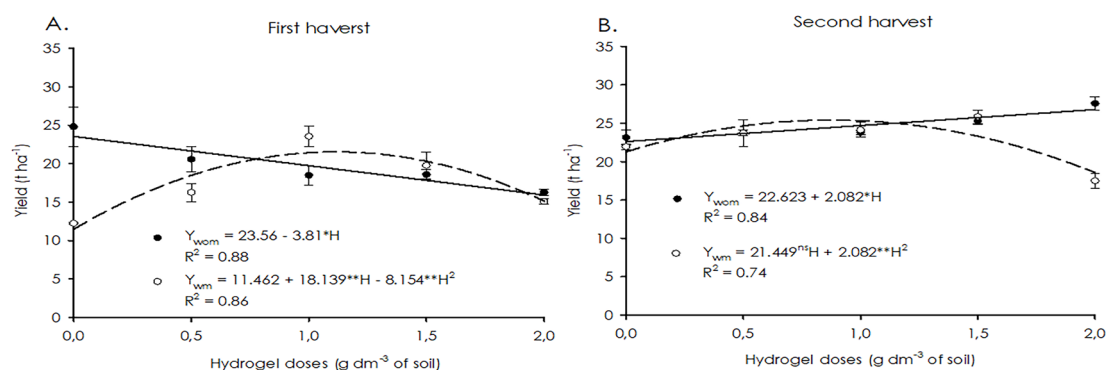 A.
First haverst
35
30
25
20
15
10
5
0
Yield (t ha-1)
Ywom = 23.56 - 3.81*H
R2 = 0.88
Ywm = 11.462 + 18.139**H - 8.154**H2
R2 = 0.86
0,0 0,5 1,0 1,5 2,0
Hydrogel doses (g dm-3 of soil)
B.
Second harvest
35
30
25
20
15
10
5
0
Yield (t ha-1)
Ywom = 22.623 + 2.082*H
R2 = 0.84
Ywm = 21.449nsH + 2.082**H2
R2 = 0.74
0,0 0,5 1,0 1,5 2,0
Hydrogel doses (g dm-3 of soil)